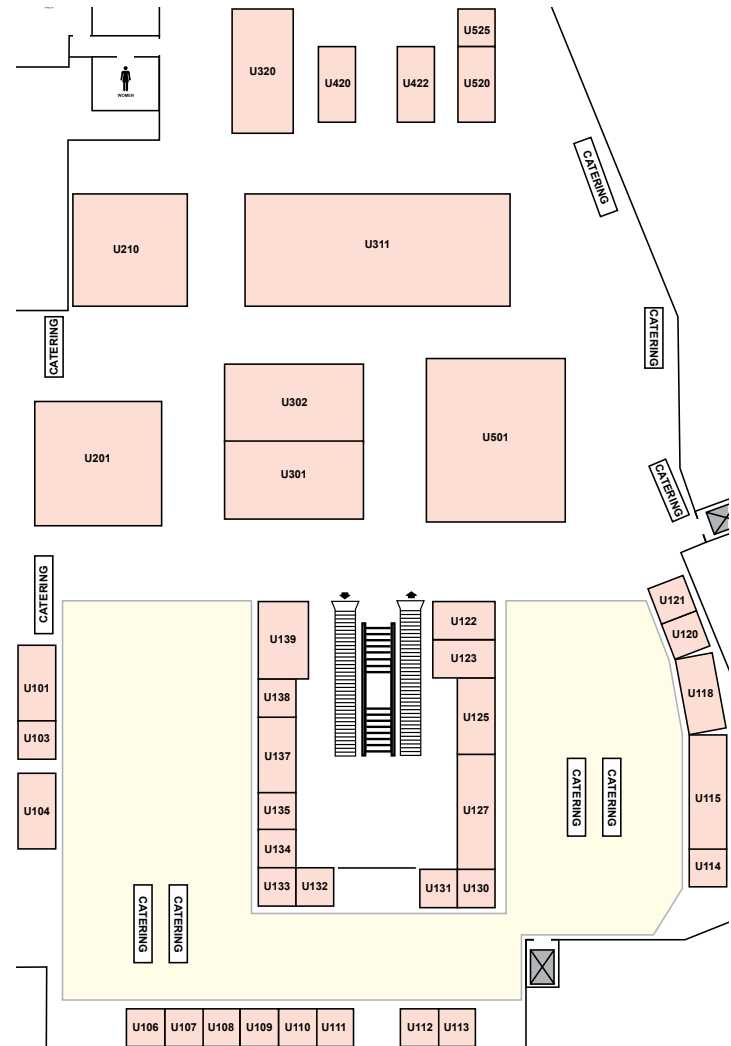 U525
U320
U420
U422
U520
WOMEN
CATERING
U210
U311
CATERING
CATERING
U302
U501
U201
U301
CATERING
CATERING
U121
U122
U120
U139
U123
U101
U118
U138
U125
U103
U137
U115
U104
U135
U127
CATERING
CATERING
U134
U114
U133
U132
U131
U130
CATERING
CATERING
U106
U107
U108
U109
U110
U111
U112
U113